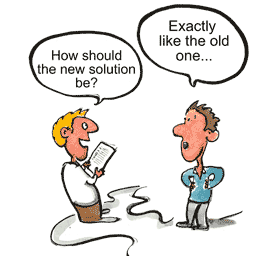 How should
the new solution
be?
Exactly
like the old
one...